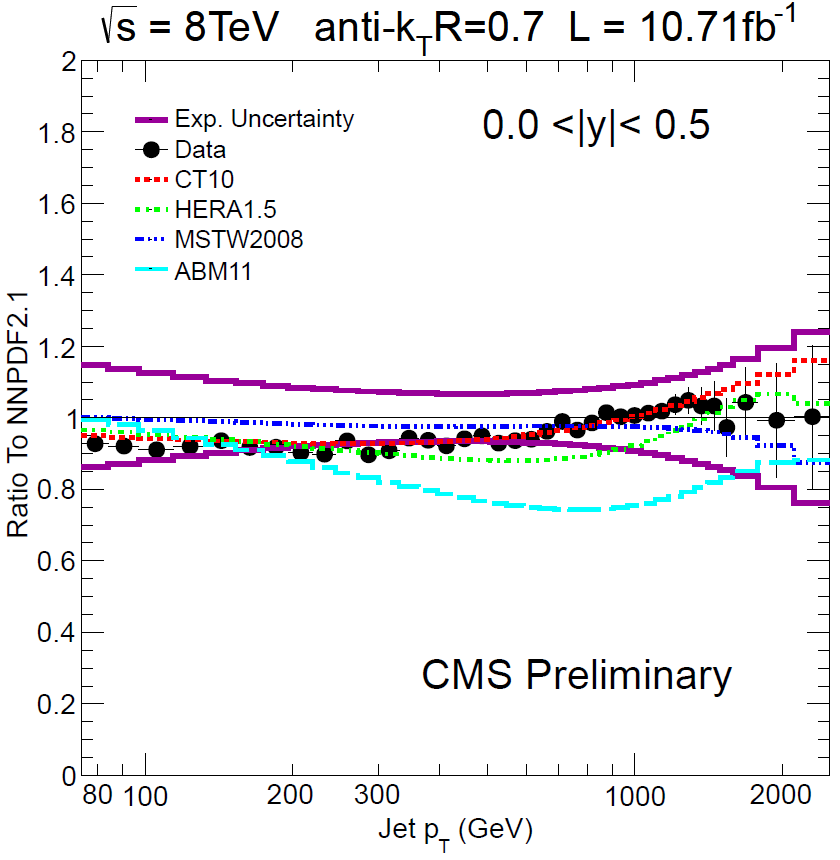 √s = 8TeV anti-kTR=0.7 L = 10.71fb-1
2
1.8
1.6
1.4
1.2
1
0.8
0.6
0.4
0.2
0
Ratio To NNPDF2.1
Exp. Uncertainty
Data
CT10
HERA1.5
MSTW2008
ABM11
0.0 <|y|< 0.5
CMS Preliminary
80 100 200 300 1000 2000
Jet pT (GeV)